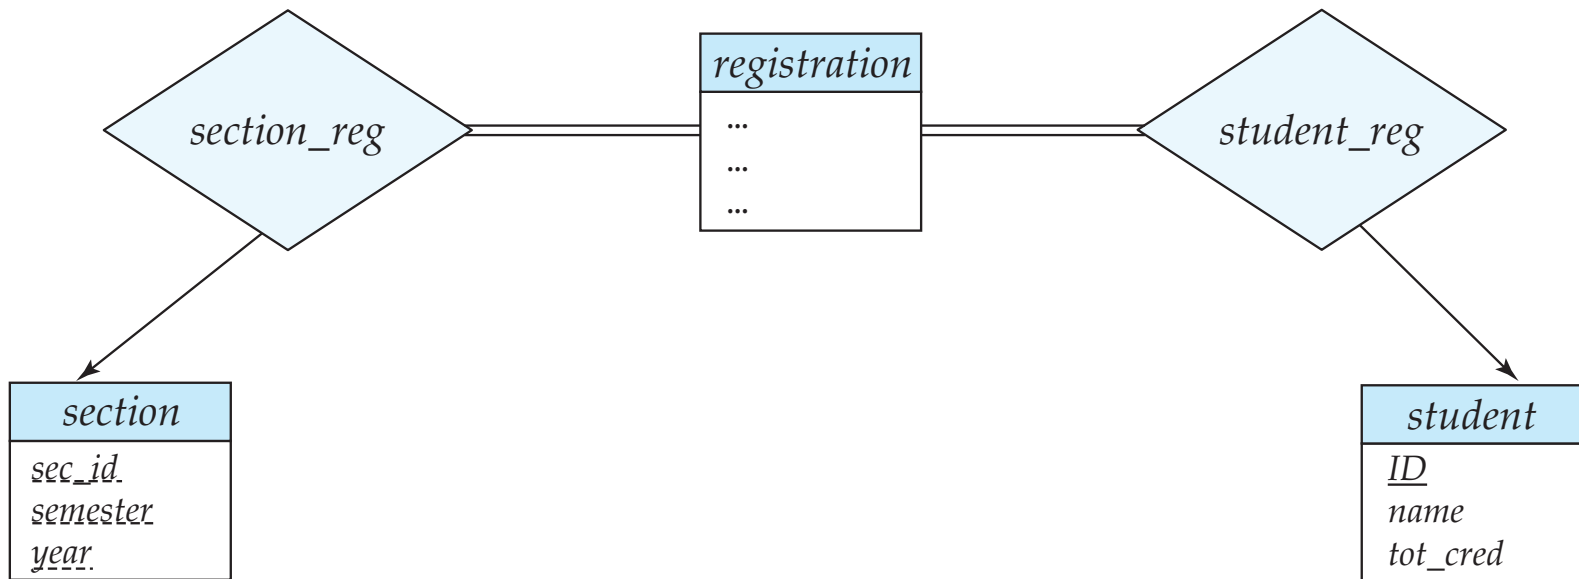 section_reg
registration
...
...
...
student_reg
section
sec_id
semester
year
student
ID
name
tot_cred